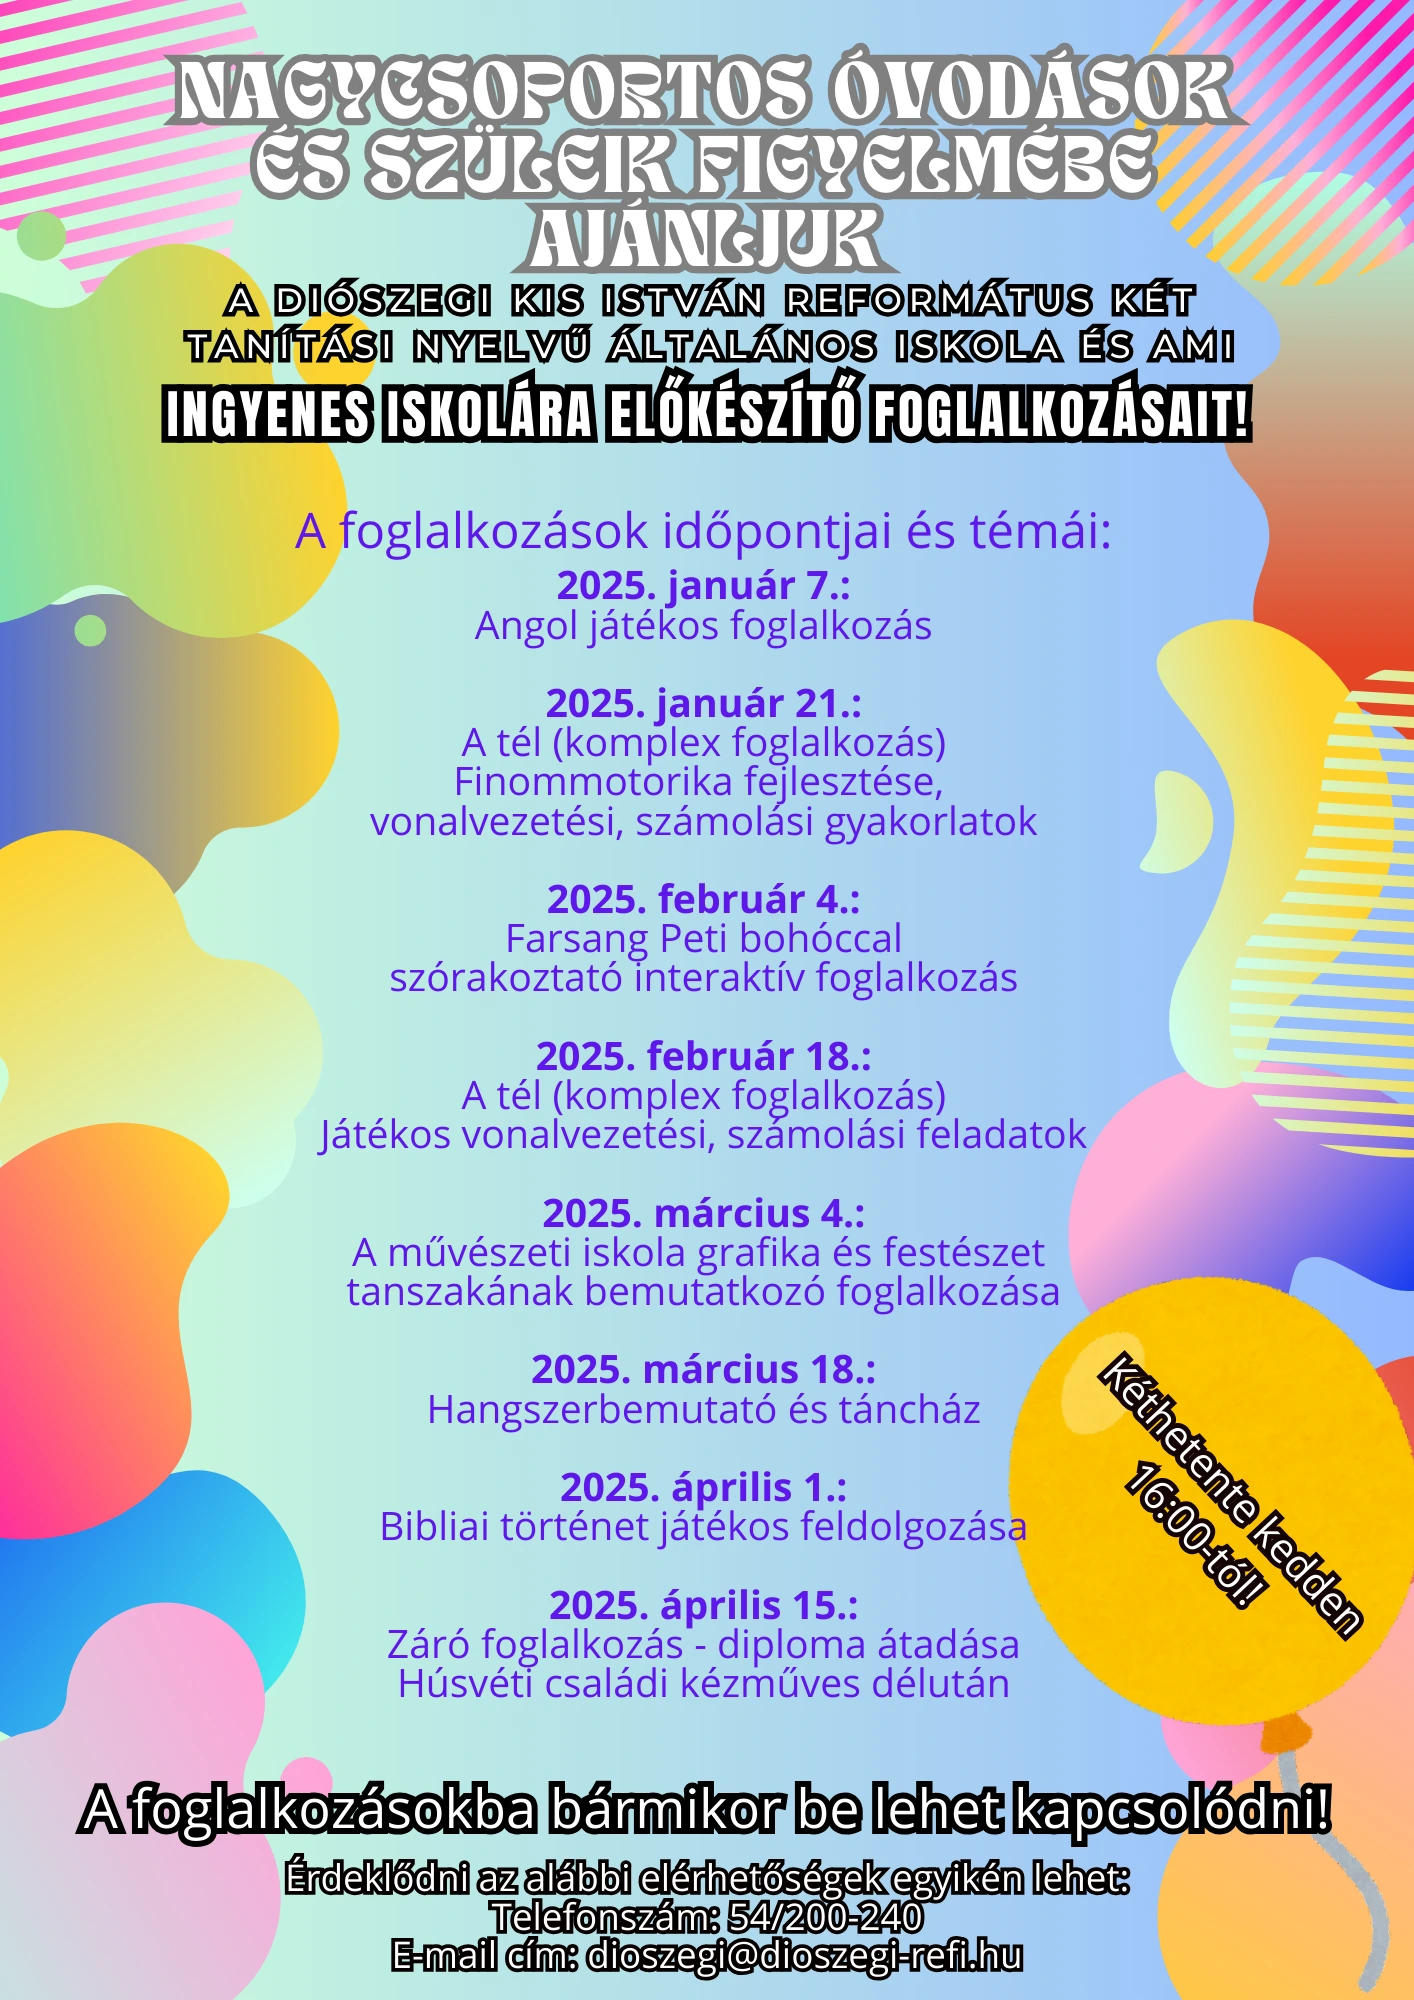 NAGYCSOPORTOS ÓVODÁSOK
ÉS SZÜLEIK FIGYELMÉBE
AJÁNLJUK
A DIÓSZEGI KIS ISTVÁN REFORMÁTUS KÉT
TANÍTÁSI NYELVŰ ÁLTALÁNOS ISKOLA ÉS AMI
INGYENES ISKOLÁRA ELŐKÉSZÍTŐ FOGLALKOZÁSAIT!
A foglalkozások időpontjai és témái:
2025. január 7.:
Angol játékos foglalkozás
2025. január 21.:
A tél (komplex foglalkozás)
Finommotorika fejlesztése,
vonalvezetési, számolási gyakorlatok
2025. február 4.:
Farsang Peti bohóccal
szórakoztató interaktív foglalkozás
2025. február 18.:
A tél (komplex foglalkozás)
Játékos vonalvezetési, számolási feladatok
2025. március 4.:
A művészeti iskola grafika és festészet
tanszakának bemutatkozó foglalkozása
2025. március 18.:
Hangszerbemutató és táncház
2025. április 1.:
Bibliai történet játékos feldolgozása
2025. április 15.:
Záró foglalkozás - diploma átadása
Húsvéti családi kézműves délután
Kéthetente kedden
16:00-tól!
A foglalkozásokba bármikor be lehet kapcsolódni!
Érdeklődni az alábbi elérhetőségek egyikén lehet:
Telefonszám: 54/200-240
E-mail cím: dioszegi@dioszegi-refi.hu